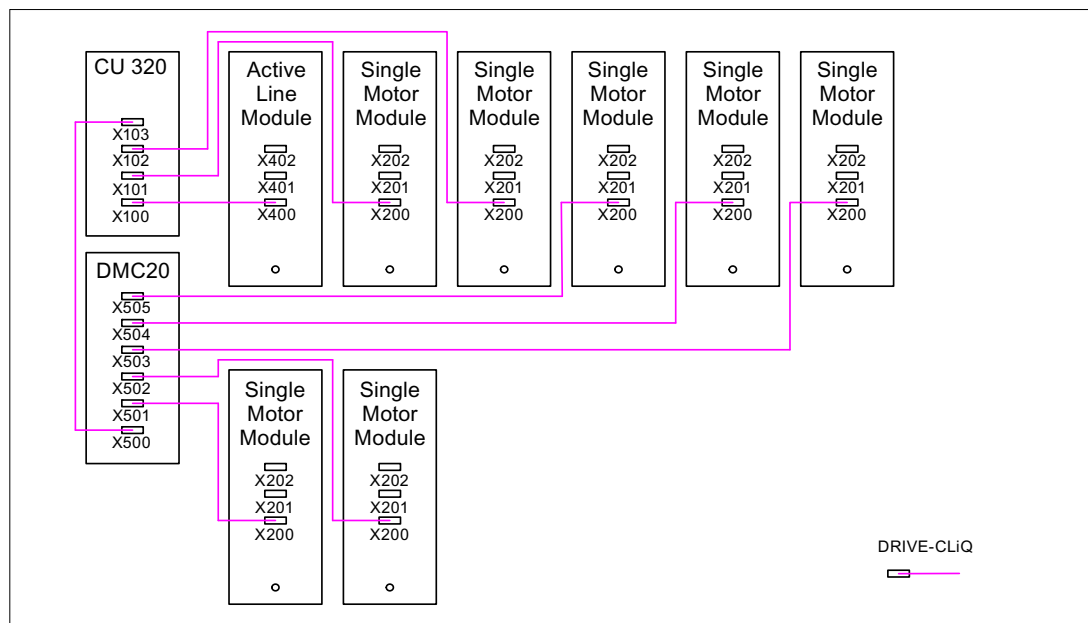 CU 320
X103
X102
X101
X100
Active
Line
Module
X402
X401
X400
Single
Motor
Module
X202
X201
X200
Single
Motor
Module
X202
X201
X200
Single
Motor
Module
X202
X201
X200
Single
Motor
Module
X202
X201
X200
Single
Motor
Module
X202
X201
X200
DMC20
X505
X504
X503
X502
X501
X500
Single
Motor
Module
X202
X201
X200
Single
Motor
Module
X202
X201
X200
DRIVE-CLiQ